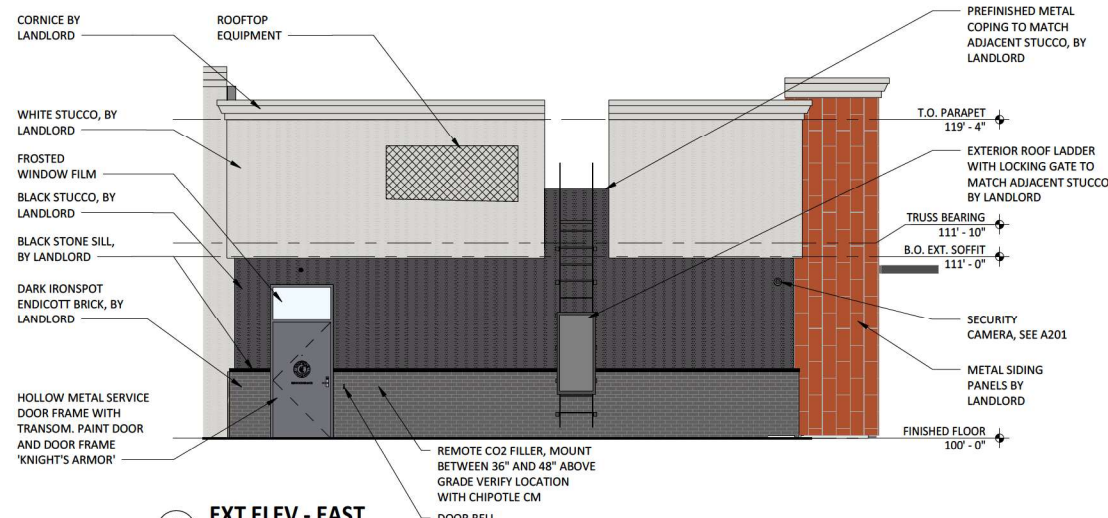 CORNICE BY
LANDLORD
ROOFTOP
EQUIPMENT
PREFINISHED METAL
COPING TO MATCH
ADJACENT STUCCO, BY
LANDLORD
WHITE STUCCO, BY
LANDLORD
FROSTED
WINDOW FILM
BLACK STUCCO, BY
LANDLORD
BLACK STONE SILL,
BY LANDLORD
DARK IRONSPOT
ENDICOTT BRICK, BY
LANDLORD
HOLLOW METAL SERVICE
DOOR FRAME WITH
TRANSOM. PAINT DOOR
AND DOOR FRAME
'KNIGHT'S ARMOR'
T.O. PARAPET
119' - 4"
EXTERIOR ROOF LADDER
WITH LOCKING GATE TO
MATCH ADJACENT STUCCO
BY LANDLORD
TRUSS BEARING
111' - 10"
B.O. EXT. SOFFIT
111' - 0"
SECURITY
CAMERA, SEE A201
METAL SIDING
PANELS BY
LANDLORD
FINISHED FLOOR
100' - 0"
REMOTE CO2 FILLER, MOUNT
BETWEEN 36" AND 48" ABOVE
GRADE VERIFY LOCATION
WITH CHIPOTLE CM
DOOR BELL
EXT ELEV - EAST